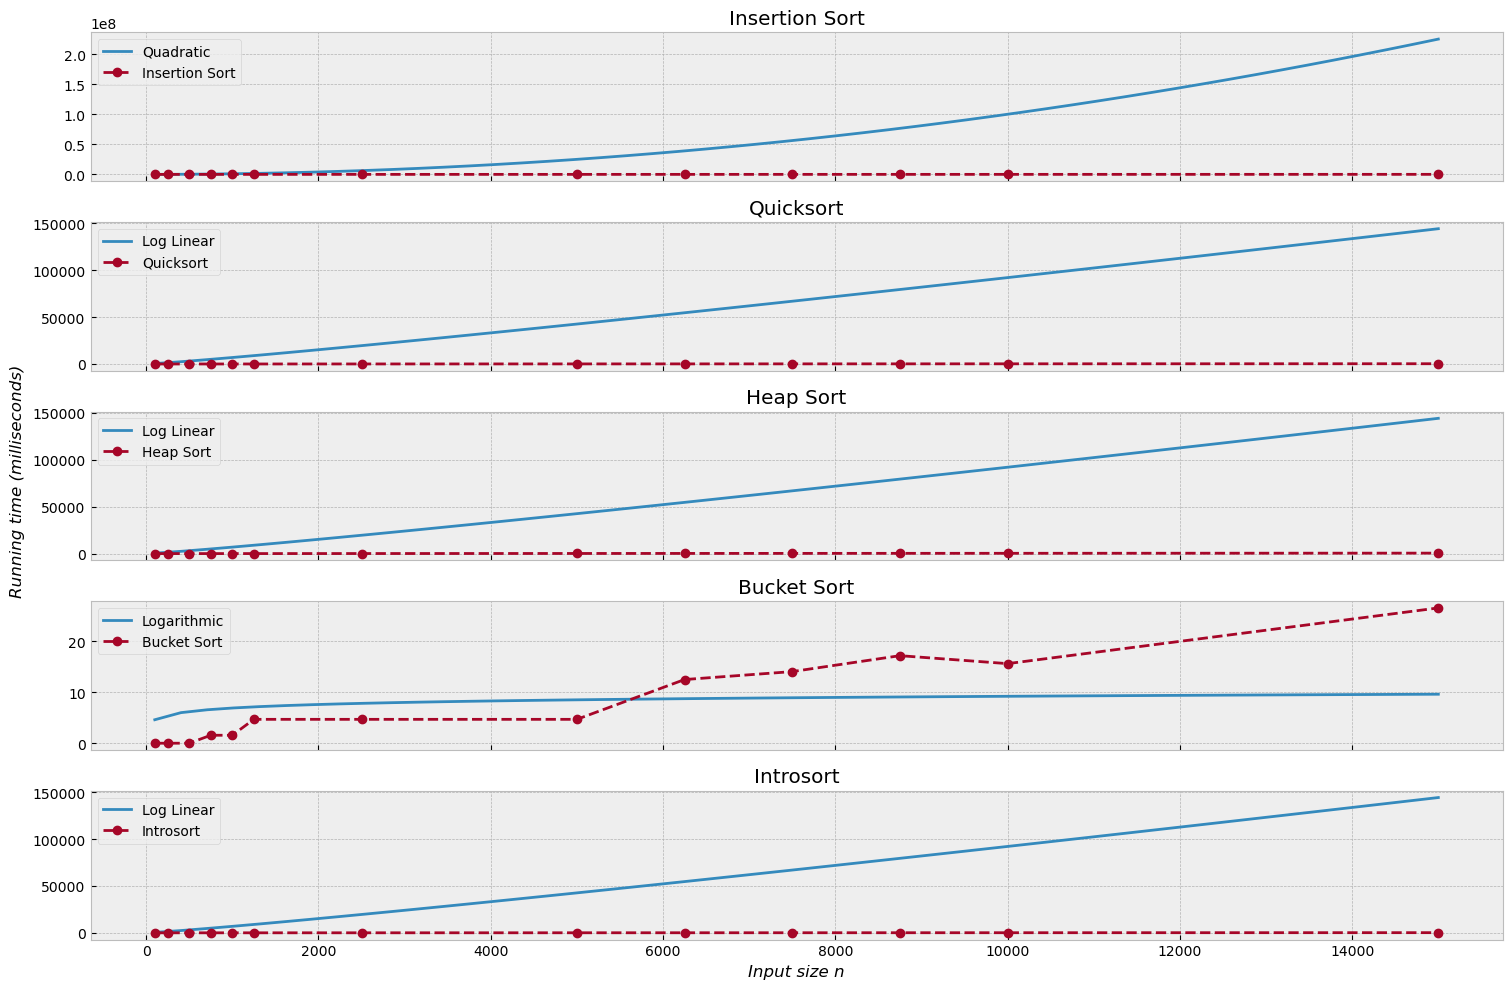 Insertion Sort
1e8
Quadratic
Insertion Sort
2.0
1.5
1.0
0.5
0.0
Quicksort
Log Linear
Quicksort
150000
100000
50000
0
Heap Sort
Log Linear
Heap Sort
150000
100000
50000
0
Running time (milliseconds)
Bucket Sort
Logarithmic
Bucket Sort
20
10
0
Introsort
Log Linear
Introsort
150000
100000
50000
0
0 2000 4000 6000 8000 10000 12000 14000
Input size n